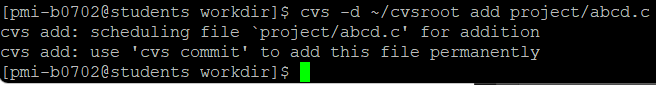 [pmi-b0702@students workdir]$ cvs -d ~/cvsroot add project/abcd.c
cvs add: scheduling file `project/abcd.c' for addition
cvs add: use 'cvs commit' to add this file permanently
[pmi-b0702@students workdir]$